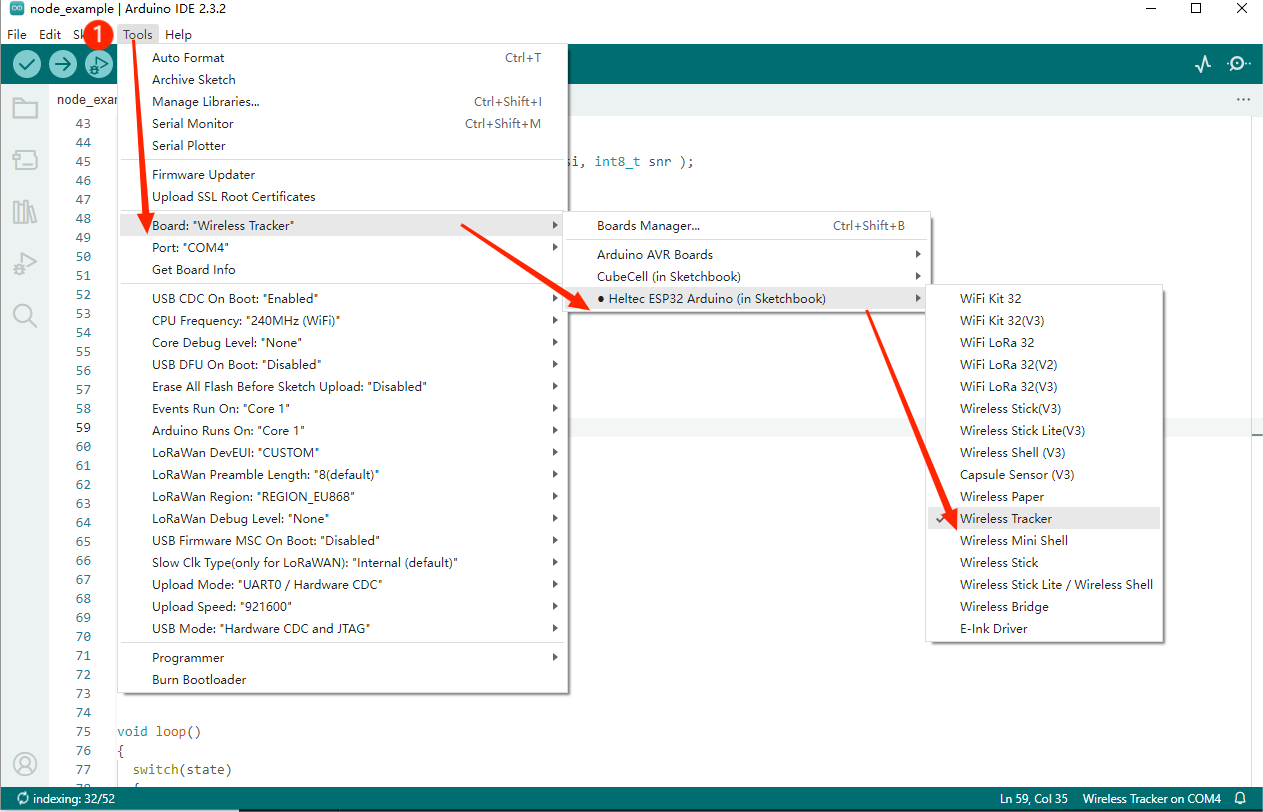 node_example | Arduino IDE 2.3.2
File Edit Sk 1 Tools Help
Auto Format Ctrl+T
Archive Sketch
Manage Libraries... Ctrl+Shift+I
Serial Monitor Ctrl+Shift+M
Serial Plotter
Firmware Updater
Upload SSL Root Certificates
Board: "Wireless Tracker"
Port: "COM4"
Get Board Info
USB CDC On Boot: "Enabled"
CPU Frequency: "240MHz (WiFi)"
Core Debug Level: "None"
USB DFU On Boot: "Disabled"
Erase All Flash Before Sketch Upload: "Disabled"
Events Run On: "Core 1"
Arduino Runs On: "Core 1"
LoRaWan DevEUI: "CUSTOM"
LoRaWan Preamble Length: "8(default)"
LoRaWan Region: "REGION_EU868"
LoRaWan Debug Level: "None"
USB Firmware MSC On Boot: "Disabled"
Slow Clk Type(only for LoRaWAN): "Internal (default)"
Upload Mode: "UART0 / Hardware CDC"
Upload Speed: "921600"
USB Mode: "Hardware CDC and JTAG"
Programmer
Burn Bootloader
Boards Manager... Ctrl+Shift+B
Arduino AVR Boards
CubeCell (in Sketchbook)
● Heltec ESP32 Arduino (in Sketchbook)
WiFi Kit 32
WiFi Kit 32(V3)
WiFi LoRa 32
WiFi LoRa 32(V2)
WiFi LoRa 32(V3)
Wireless Stick(V3)
Wireless Stick Lite(V3)
Wireless Shell (V3)
Capsule Sensor (V3)
Wireless Paper
Wireless Tracker
Wireless Mini Shell
Wireless Stick
Wireless Stick Lite / Wireless Shell
Wireless Bridge
E-Ink Driver
node_exam
43
44
45 si, int8_t snr );
46
47
48
49
50
51
52
53
54
55
56
57
58
59
60
61
62
63
64
65
66
67
68
69
70
71
72
73
74
75 void loop()
76 {
77 switch(state)
78 {
indexing: 32/52 Ln 59, Col 35 Wireless Tracker on COM4